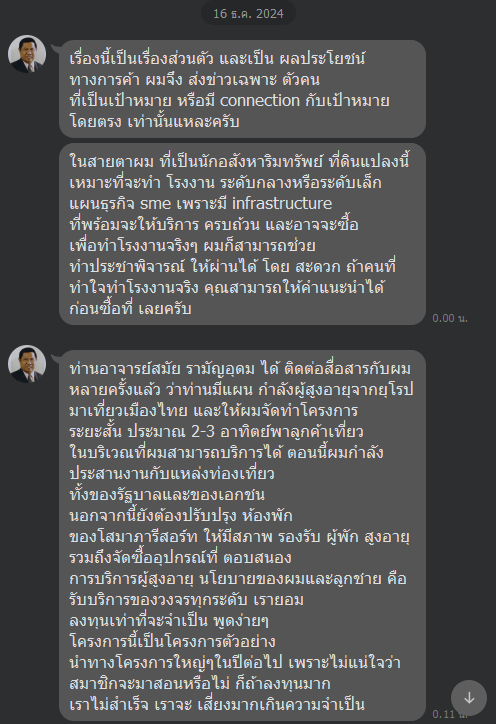 16 ธ.ค. 2024
เรื่องนี้เป็นเรื่องส่วนตัว และเป็น ผลประโยชน์
ทางการค้า ผมจึง ส่งข่าวเฉพาะ ตัวคน
ที่เป็นเป้าหมาย หรือมี connection กับเป้าหมาย
โดยตรง เท่านั้นแหละครับ
ในสายตาผม ที่เป็นนักอสังหาริมทรัพย์ ที่ดินแปลงนี้
เหมาะที่จะทำ โรงงาน ระดับกลางหรือระดับเล็ก
แผนธุรกิจ sme เพราะมี infrastructure
ที่พร้อมจะให้บริการ ครบถ้วน และอาจจะซื้อ
เพื่อทำโรงงานจริงๆ ผมก็สามารถช่วย
ทำประชาพิจารณ์ ให้ผ่านได้ โดย สะดวก ถ้าคนที่
ทำใจทำโรงงานจริง คุณสามารถให้คำแนะนำได้
ก่อนซื้อที่ เลยครับ
0.00 น.
ท่านอาจารย์สมัย รามัญอุดม ได้ ติดต่อสื่อสารกับผม
หลายครั้งแล้ว ว่าท่านมีแผน กำลังผู้สูงอายุจากยุโรป
มาเที่ยวเมืองไทย และให้ผมจัดทำโครงการ
ระยะสั้น ประมาณ 2-3 อาทิตย์พาลูกค้าเที่ยว
ในบริเวณที่ผมสามารถบริการได้ ตอนนี้ผมกำลัง
ประสานงานกับแหล่งท่องเที่ยว
ทั้งของรัฐบาลและของเอกชน
นอกจากนี้ยังต้องปรับปรุง ห้องพัก
ของโสมาภารีสอร์ท ให้มีสภาพ รองรับ ผู้พัก สูงอายุ
รวมถึงจัดซื้ออุปกรณ์ที่ ตอบสนอง
การบริการผู้สูงอายุ นโยบายของผมและลูกชาย คือ
รับบริการของวงจรทุกระดับ เรายอม
ลงทุนเท่าที่จะจำเป็น พูดง่ายๆ
โครงการนี้เป็นโครงการตัวอย่าง
นำทางโครงการใหญ่ๆในปีต่อไป เพราะไม่แน่ใจว่า
สมาชิกจะมาสอนหรือไม่ ก็ถ้าลงทุนมาก
เราไม่สำเร็จ เราจะ เสี่ยงมากเกินความจำเป็น
0.11 น.